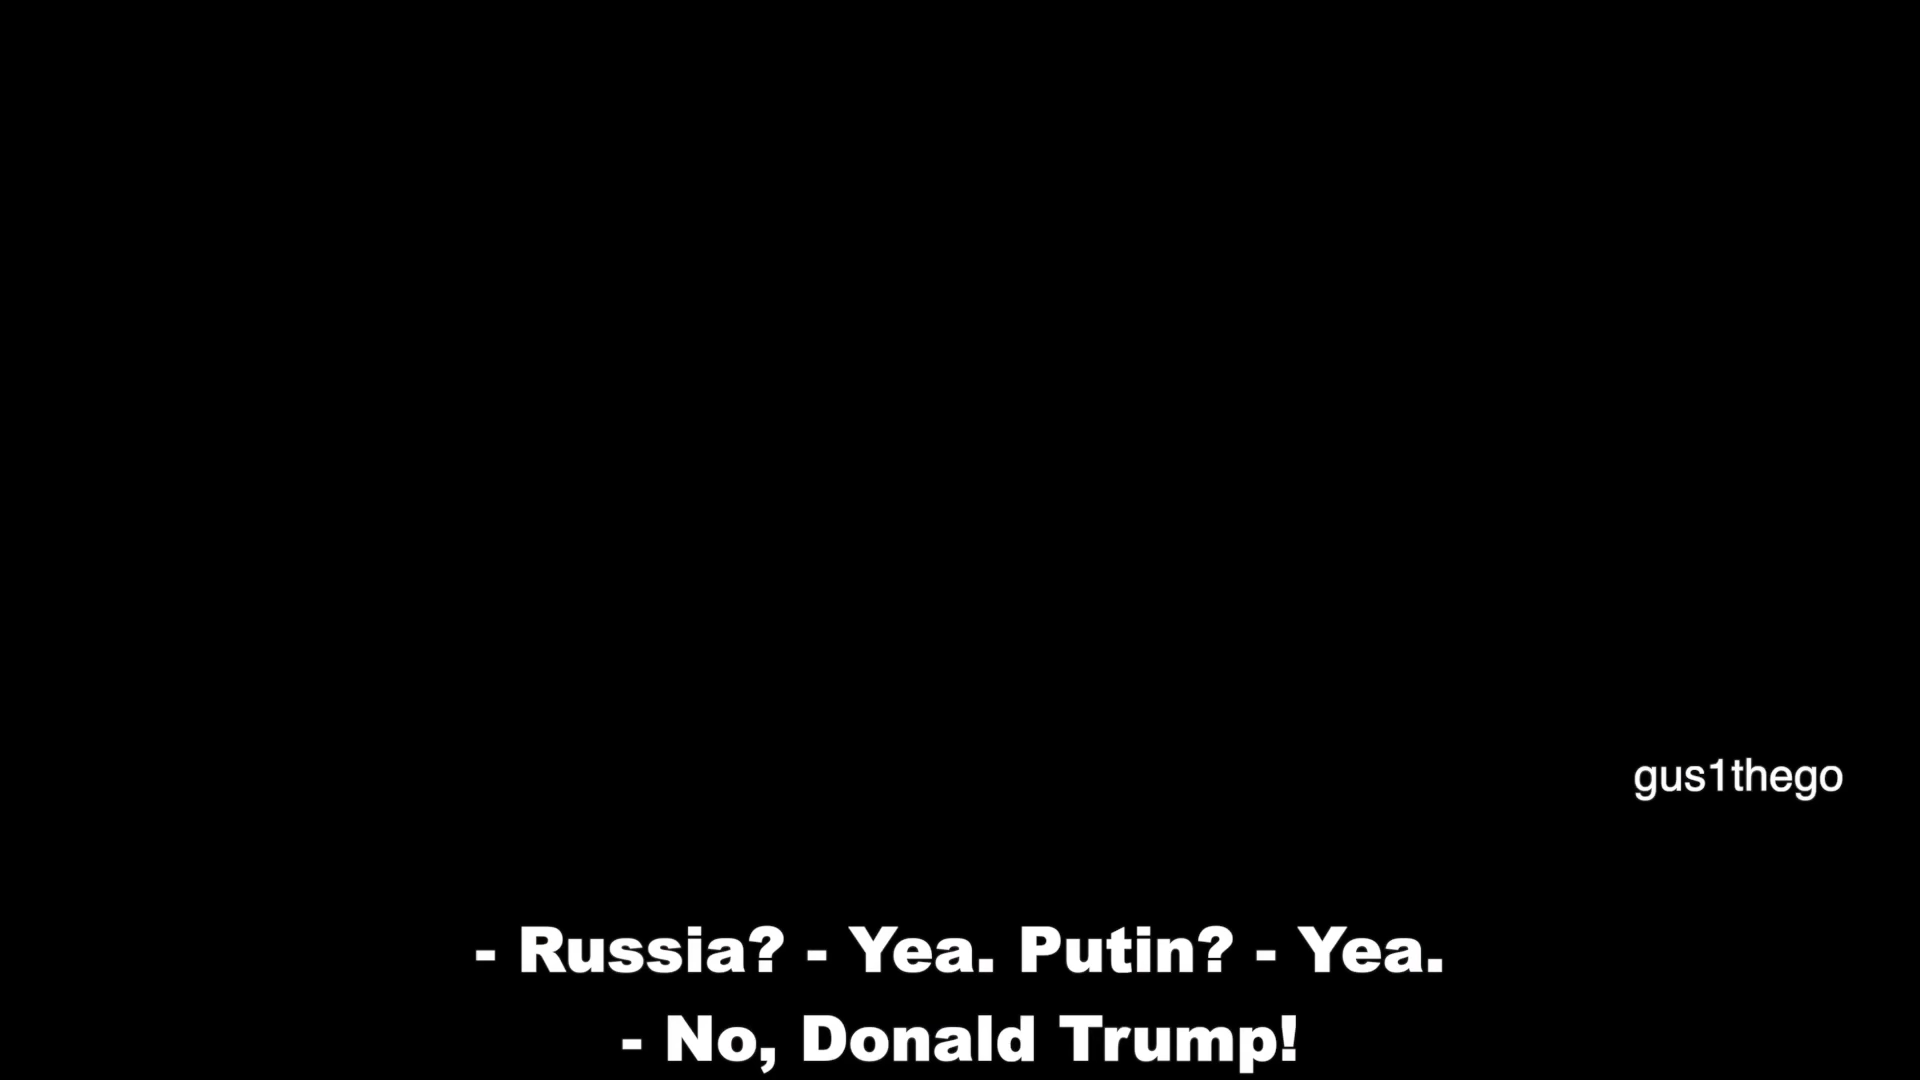 gus1thego
- Russia? - Yea. Putin? - Yea.
- No, Donald Trump!